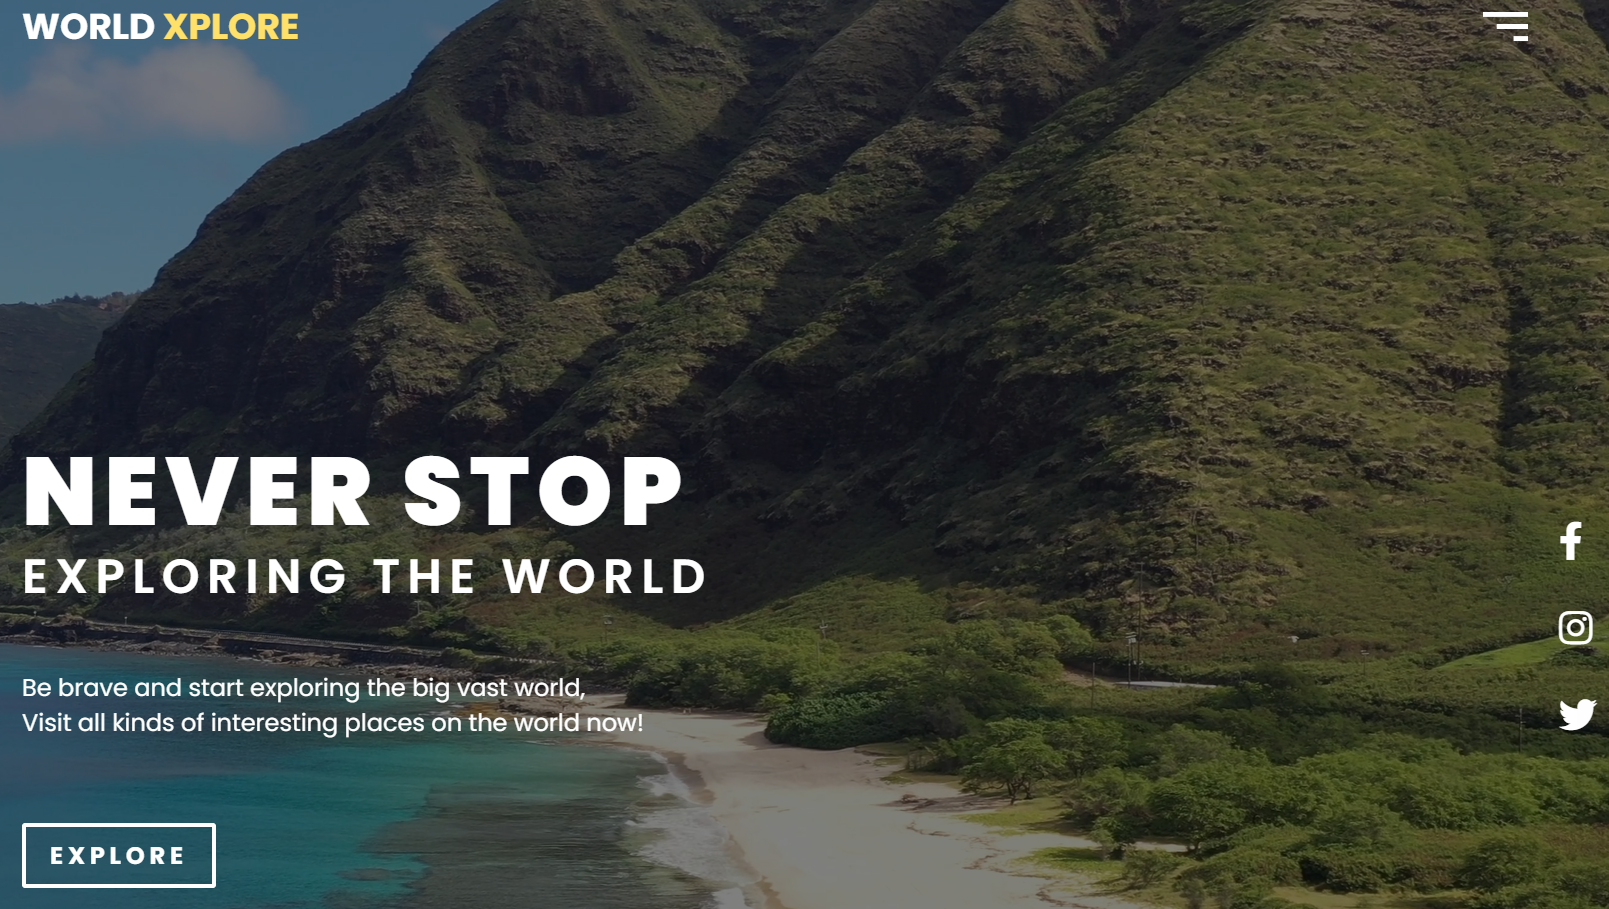 WORLD XPLORE
NEVER STOP
EXPLORING THE WORLD
Be brave and start exploring the big vast world,
Visit all kinds of interesting places on the world now!
EXPLORE